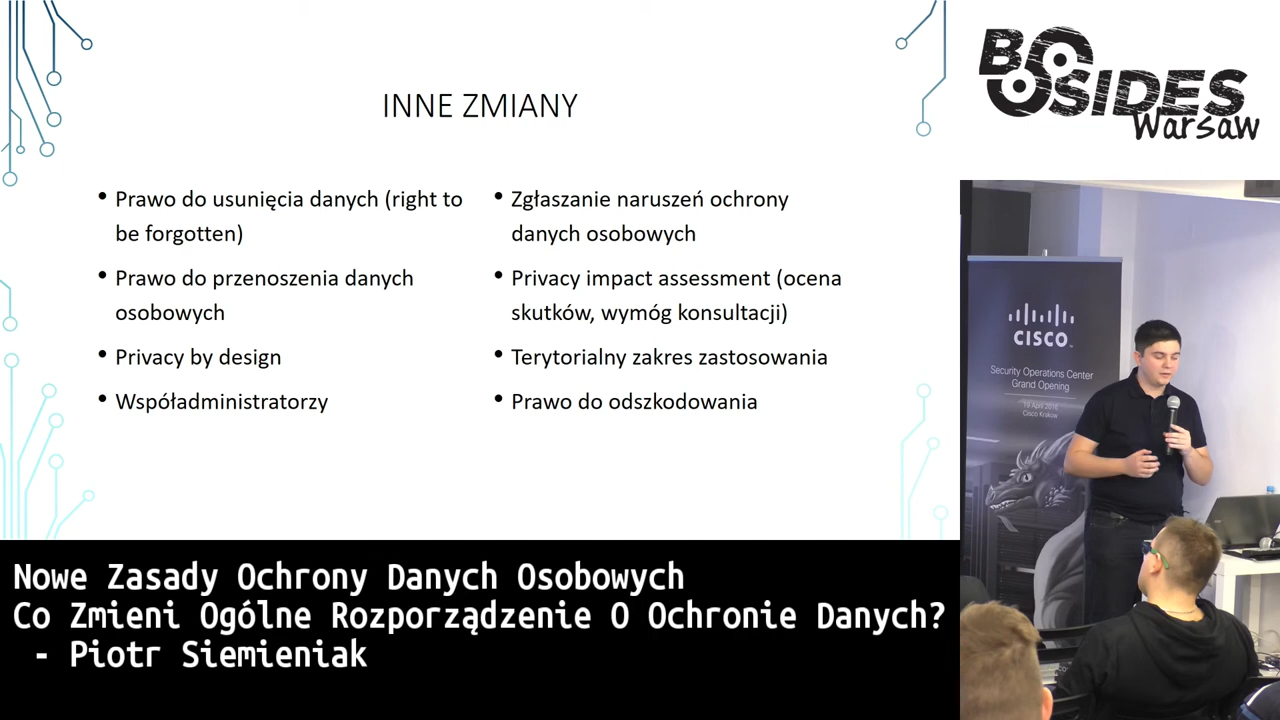 INNE ZMIANY
• Prawo do usunięcia danych (right to
be forgotten)
• Prawo do przenoszenia danych
osobowych
• Privacy by design
• Współadministratorzy
• Zgłaszanie naruszeń ochrony
danych osobowych
• Privacy impact assessment (ocena
skutków, wymóg konsultacji)
• Terytorialny zakres zastosowania
• Prawo do odszkodowania
BSIDES
Warsaw
CISCO
Security Operations Center
Grand Opening
Cisco Krakow
Nowe Zasady Ochrony Danych Osobowych
Co Zmieni Ogólne Rozporządzenie O Ochronie Danych?
- Piotr Siemieniak